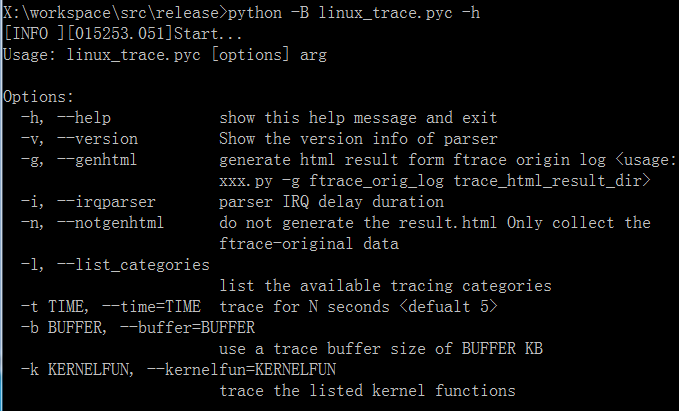 X:\workspace\src\release>python -B linux_trace.pyc -h
[INFO ][015253.051]Start...
Usage: linux_trace.pyc [options] arg
Options:
-h, --help show this help message and exit
-v, --version Show the version info of parser
-g, --genhtml generate html result form ftrace origin log <usage:
xxx.py -g ftrace_orig_log trace_html_result_dir>
-i, --irqparser parser IRQ delay duration
-n, --notgenhtml do not generate the result.html Only collect the
ftrace-original data
-l, --list_categories
list the available tracing categories
-t TIME, --time=TIME trace for N seconds <defualt 5>
-b BUFFER, --buffer=BUFFER
use a trace buffer size of BUFFER KB
-k KERNELFUN, --kernelfun=KERNELFUN
trace the listed kernel functions